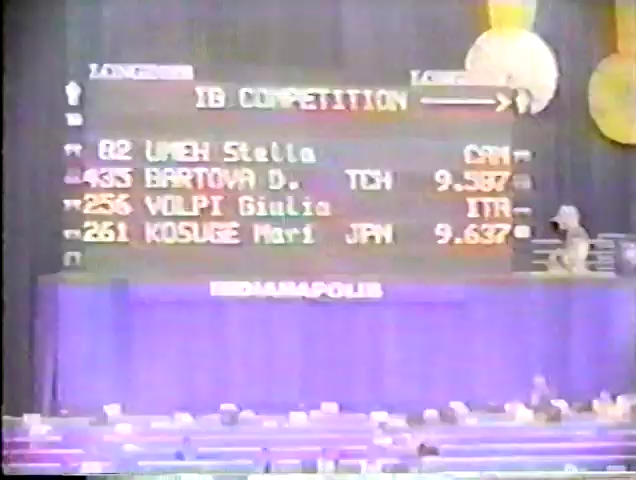 LONGINES
LONGINES
IB COMPETITION
82 UMEH Stella CAN
435 BARTOVA D. TCH 9.587
256 VOLPI Giulia ITA
261 KOSUGE Mari JPN 9.637
INDIANAPOLIS